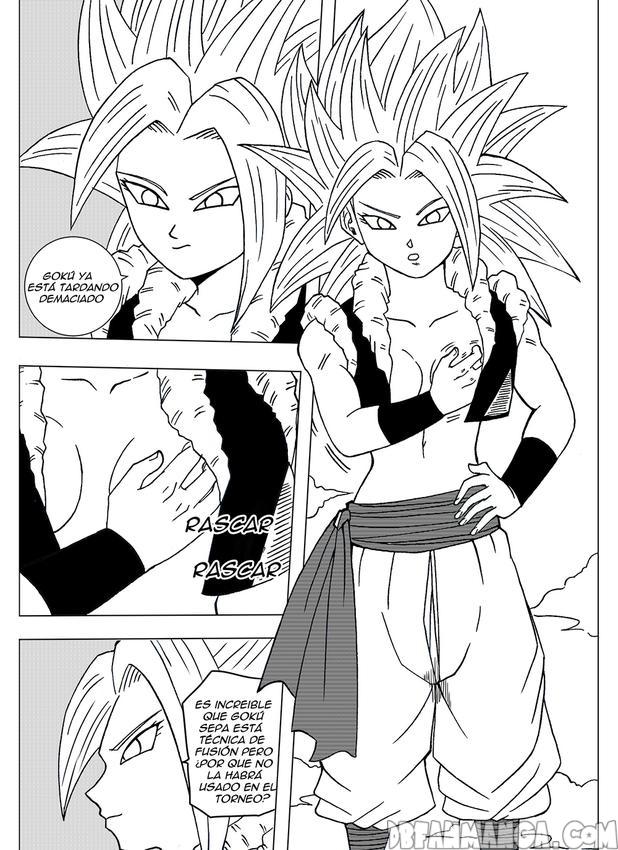 GOKÚ YA
ESTÁ TARDANDO
DEMACIADO
RASCAR
RASCAR
ES INCREIBLE
QUE GOKÚ
SEPA ESTÁ
TÉCNICA DE
FUSIÓN PERO
¿POR QUE NO
LA HABRÁ
USADO EN EL
TORNEO?
DBFANMANGA.COM